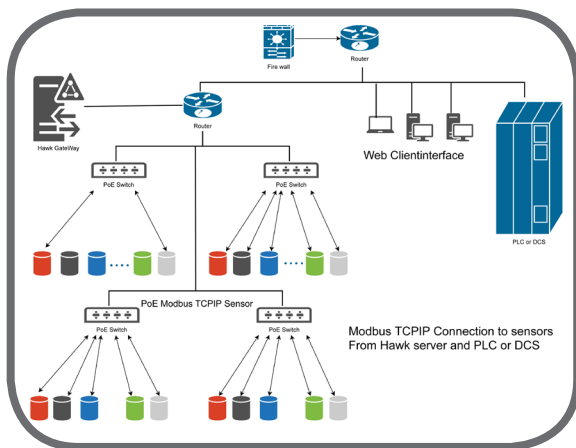 Fire wall
Router
Hawk GateWay
Router
Web Clientinterface
PoE Switch
PoE Switch
PLC or DCS
PoE Modbus TCPIP Sensor
PoE Switch
PoE Switch
Modbus TCPIP Connection to sensors
From Hawk server and PLC or DCS